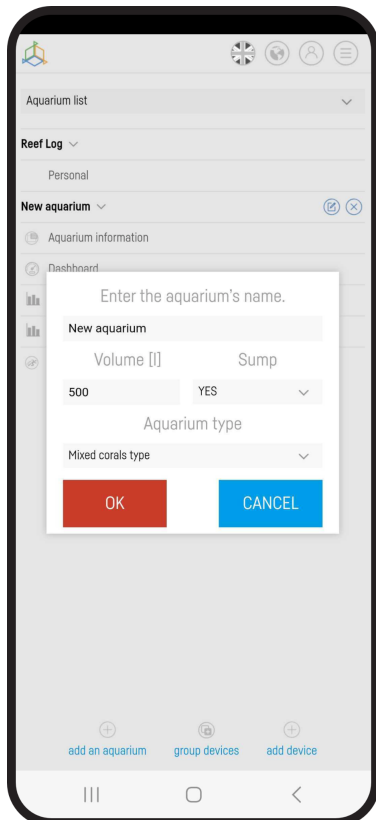 Aquarium list
Reef Log
Personal
New aquarium
Aquarium information
Dashboard
Enter the aquarium's name.
New aquarium
Volume [l] Sump
500 YES
Aquarium type
Mixed corals type
OK CANCEL
add an aquarium group devices add device